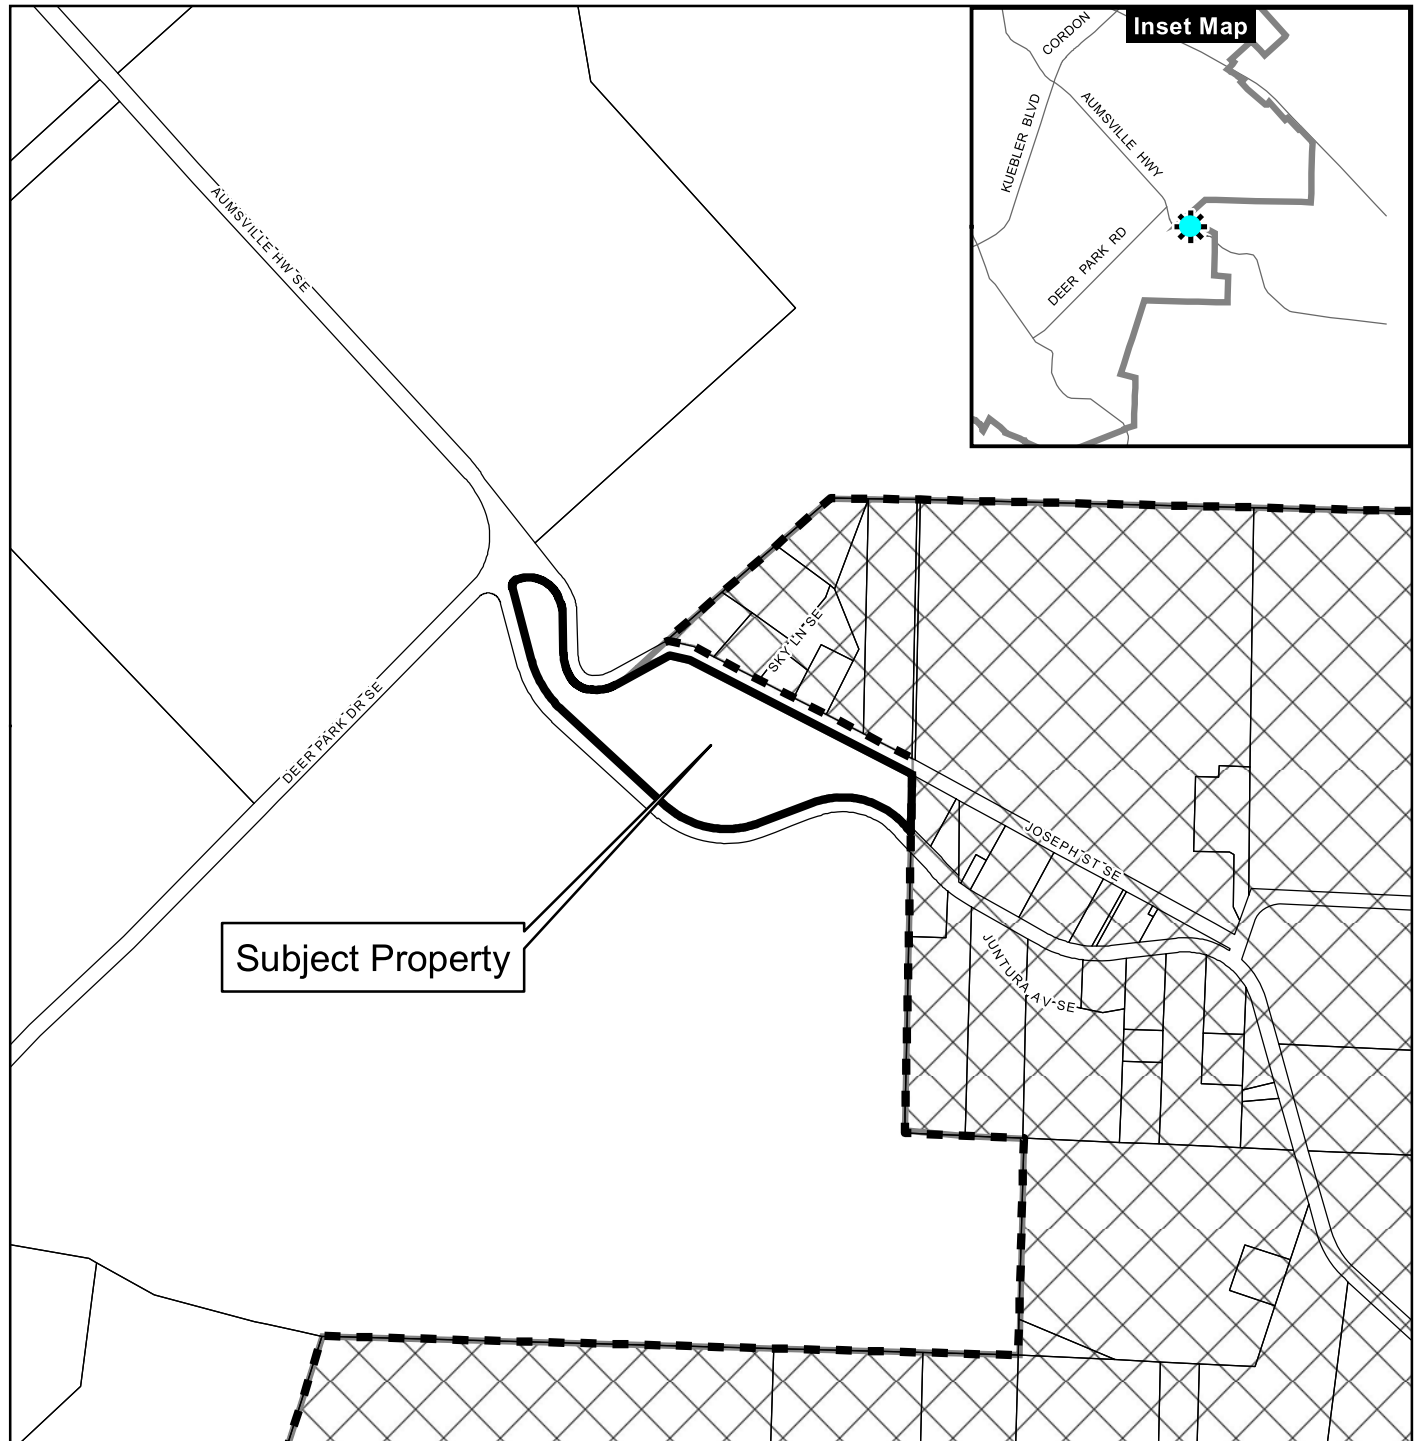 Inset Map
CORDON
KUEBLER BLVD
AUMSVILLE HWY
DEER PARK RD
AUMSVILLE HW SE
SKY LN SE
DEER PARK DR SE
JOSEPH ST SE
Subject Property
JUNTURA AV SE